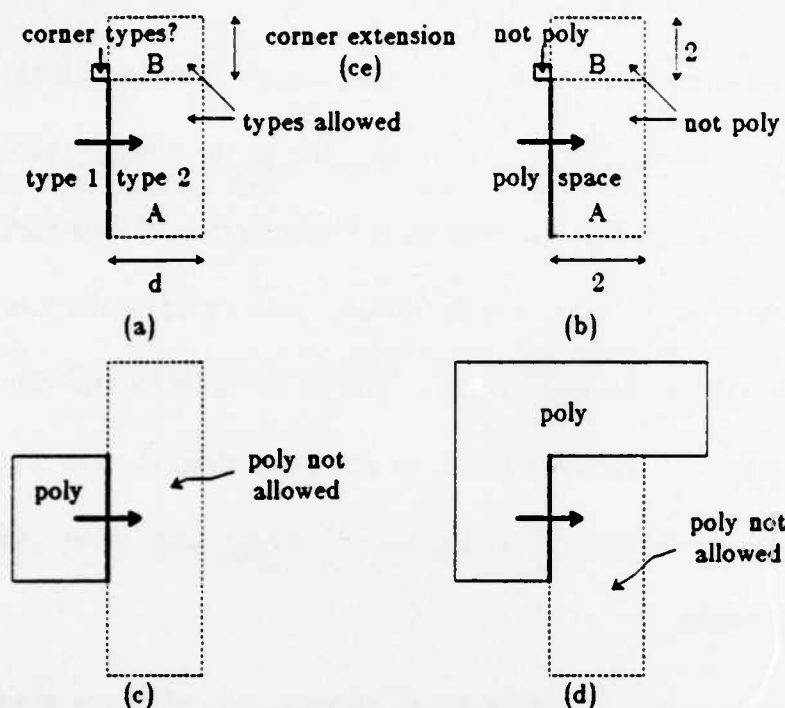 corner types?
B
corner extension
(ce)
types allowed
type 1
type 2
A
d
(a)
not poly
B
2
not poly
poly
space
A
2
(b)
poly
poly not
allowed
(c)
poly
poly not
allowed
(d)